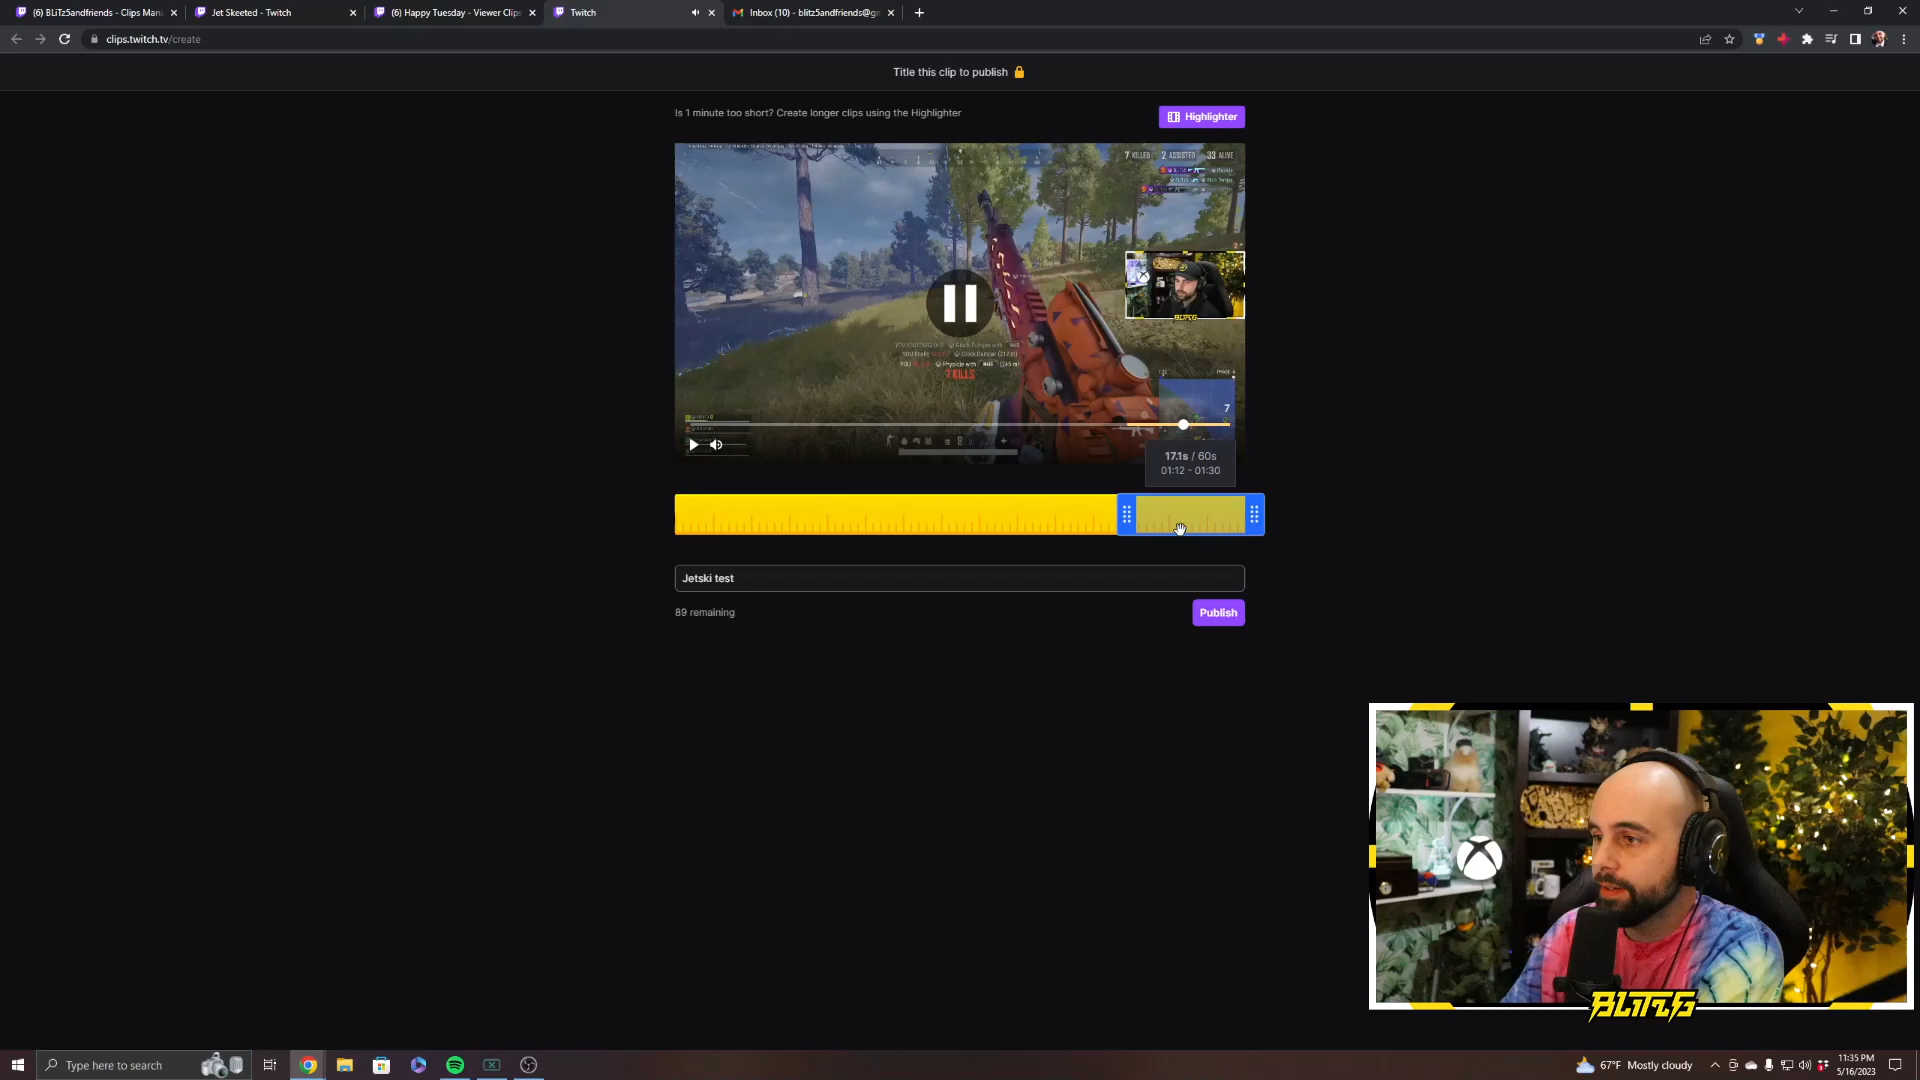 (6) BLiTz5andfriends - Clips Mana
Jet Skeeted - Twitch
(6) Happy Tuesday - Viewer Clips
Twitch
Inbox (10) - blitz5andfriends@gm
clips.twitch.tv/create
Title this clip to publish
Is 1 minute too short? Create longer clips using the Highlighter
Highlighter
7 KILLED 2 ASSISTED 33 ALIVE
7 KILLS
7
17.1s / 60s
01:12 - 01:30
Jetski test
89 remaining
Publish
BLiTz5
Type here to search
67°F Mostly cloudy
11:35 PM
5/16/2023